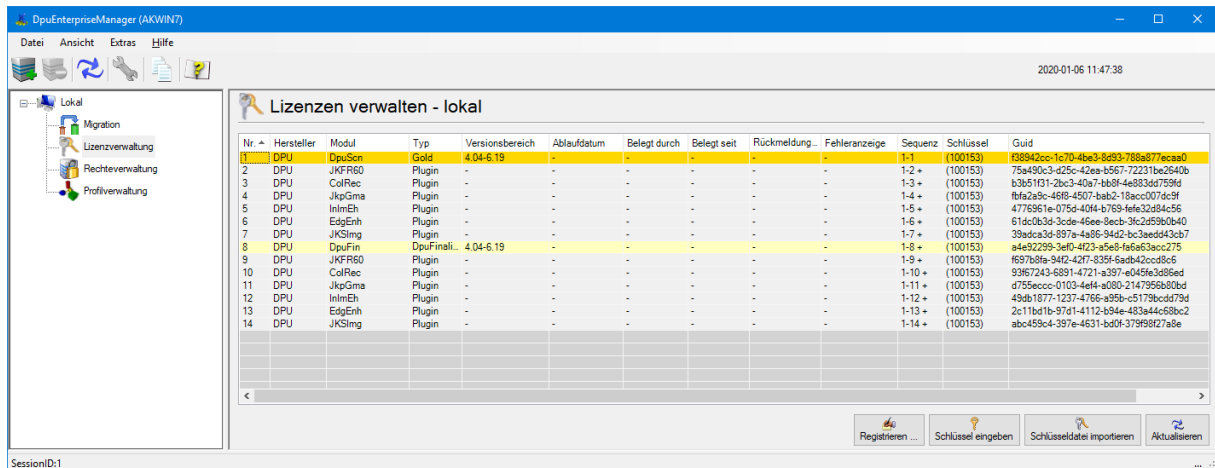 DpuEnterpriseManager (AKWIN7)
Datei Ansicht Extras Hilfe
2020-01-06 11:47:38
Lokal
Migration
Lizenzverwaltung
Rechteverwaltung
Profilverwaltung
Lizenzen verwalten - lokal
Nr. Hersteller Modul Typ Versionsbereich Ablaufdatum Belegt durch Belegt seit Rückmeldung... Fehleranzeige Sequenz Schlüssel Guid
1 DPU DpuScn Gold 4.04-6.19 - - - - - 1-1 (100153) f38942cc-1c70-4be3-8d93-788a877ecaa0
2 DPU JKFR60 Plugin - - - - - - 1-2 + (100153) 75a490c3-d25c-42ea-b567-72231be2640b
3 DPU ColRec Plugin - - - - - - 1-3 + (100153) b3b51f31-2bc3-40a7-bb8f-4e883dd759fd
4 DPU JkpGma Plugin - - - - - - 1-4 + (100153) fbfa2a9c-46f8-4507-bab2-18acc007dc9f
5 DPU InImEh Plugin - - - - - - 1-5 + (100153) 4776961e-075d-40f4-b769-fefe32d84c56
6 DPU EdgEnh Plugin - - - - - - 1-6 + (100153) 61dc0b3d-3cde-46ee-8ecb-3fc2d59b0b40
7 DPU JKSImg Plugin - - - - - - 1-7 + (100153) 39adca3d-897a-4a86-94d2-bc3aedd43cb7
8 DPU DpuFin DpuFinali... 4.04-6.19 - - - - - 1-8 + (100153) a4e92299-3ef0-4f23-a5e8-fa6a63acc275
9 DPU JKFR60 Plugin - - - - - - 1-9 + (100153) f697b8fa-94f2-42f7-835f-6adb42ccd8c6
10 DPU ColRec Plugin - - - - - - 1-10 + (100153) 93f67243-6891-4721-a397-e045fe3d86ed
11 DPU JkpGma Plugin - - - - - - 1-11 + (100153) d755eccc-0103-4ef4-a080-2147956b80bd
12 DPU InImEh Plugin - - - - - - 1-12 + (100153) 49db1877-1237-4766-a95b-c5179bcdd79d
13 DPU EdgEnh Plugin - - - - - - 1-13 + (100153) 2c11bd1b-97d1-4112-b94e-483a44c68bc2
14 DPU JKSImg Plugin - - - - - - 1-14 + (100153) abc459c4-397e-4631-bd0f-379f98f27a8e
Registrieren ... Schlüssel eingeben Schlüsseldatei importieren Aktualisieren
SessionID:1 ...